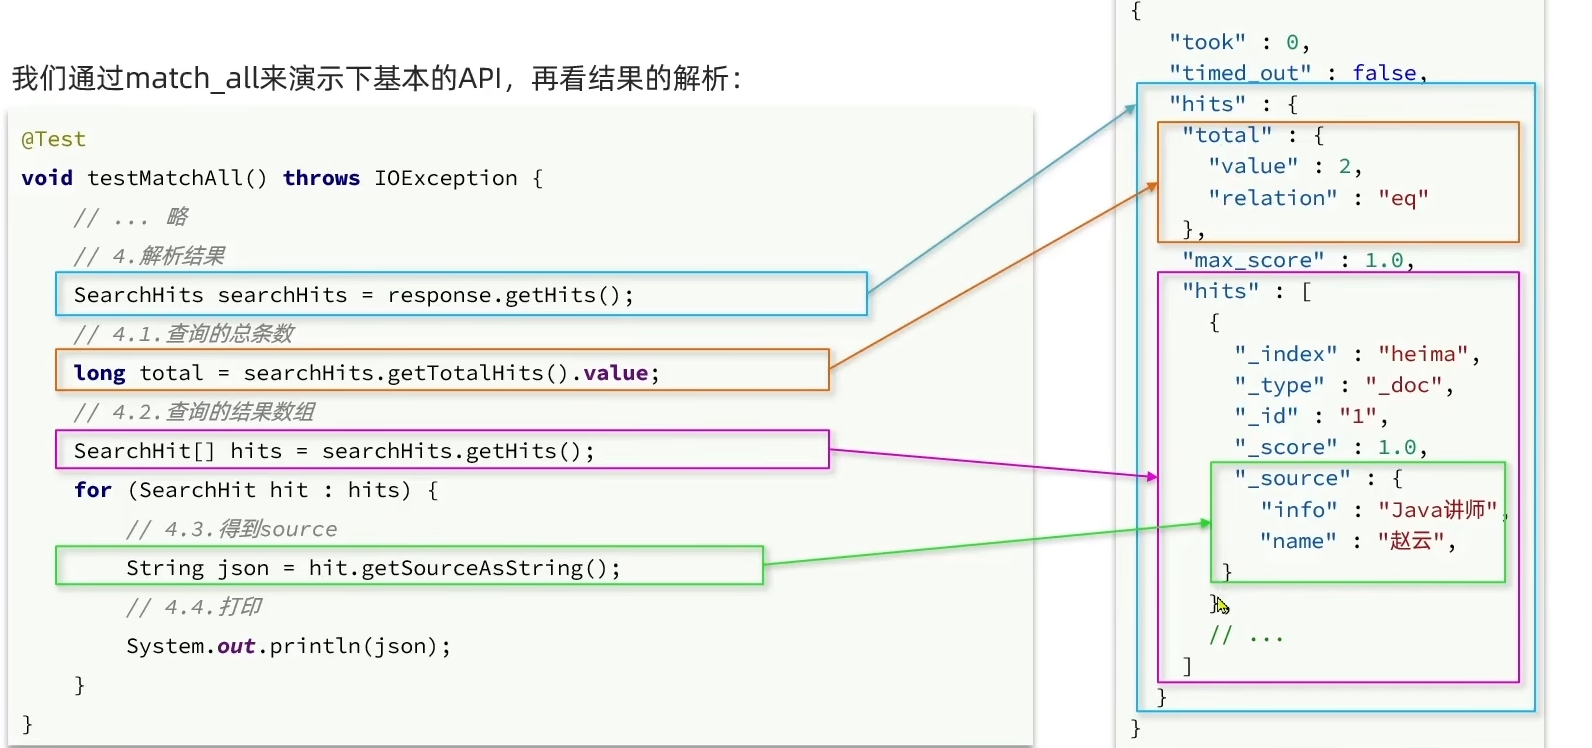 我们通过match_all来演示下基本的API，再看结果的解析：
@Test
void testMatchAll() throws IOException {
// ... 略
// 4.解析结果
SearchHits searchHits = response.getHits();
// 4.1.查询的总条数
long total = searchHits.getTotalHits().value;
// 4.2.查询的结果数组
SearchHit[] hits = searchHits.getHits();
for (SearchHit hit : hits) {
// 4.3.得到source
String json = hit.getSourceAsString();
// 4.4.打印
System.out.println(json);
}
}
{
"took" : 0,
"timed_out" : false,
"hits" : {
"total" : {
"value" : 2,
"relation" : "eq"
},
"max_score" : 1.0,
"hits" : [
{
"_index" : "heima",
"_type" : "_doc",
"_id" : "1",
"_score" : 1.0,
"_source" : {
"info" : "Java讲师",
"name" : "赵云",
}
},
// ...
]
}
}